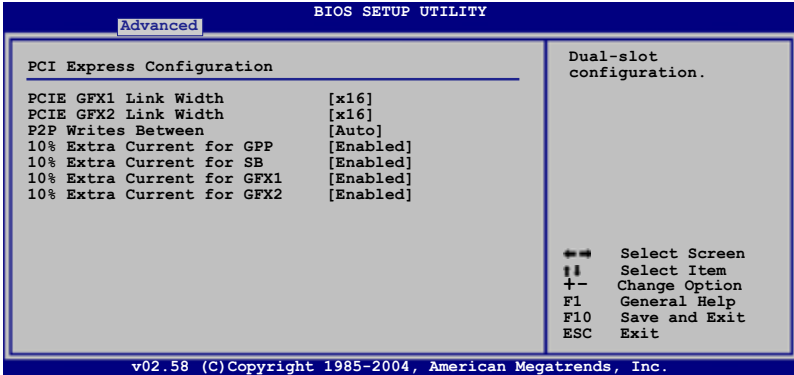 BIOS SETUP UTILITY
Advanced
PCI Express Configuration
PCIE GFX1 Link Width [x16]
PCIE GFX2 Link Width [x16]
P2P Writes Between [Auto]
10% Extra Current for GPP [Enabled]
10% Extra Current for SB [Enabled]
10% Extra Current for GFX1 [Enabled]
10% Extra Current for GFX2 [Enabled]
Dual-slot
configuration.
←→ Select Screen
↑↓ Select Item
+- Change Option
F1 General Help
F10 Save and Exit
ESC Exit
v02.58 (C)Copyright 1985-2004, American Megatrends, Inc.